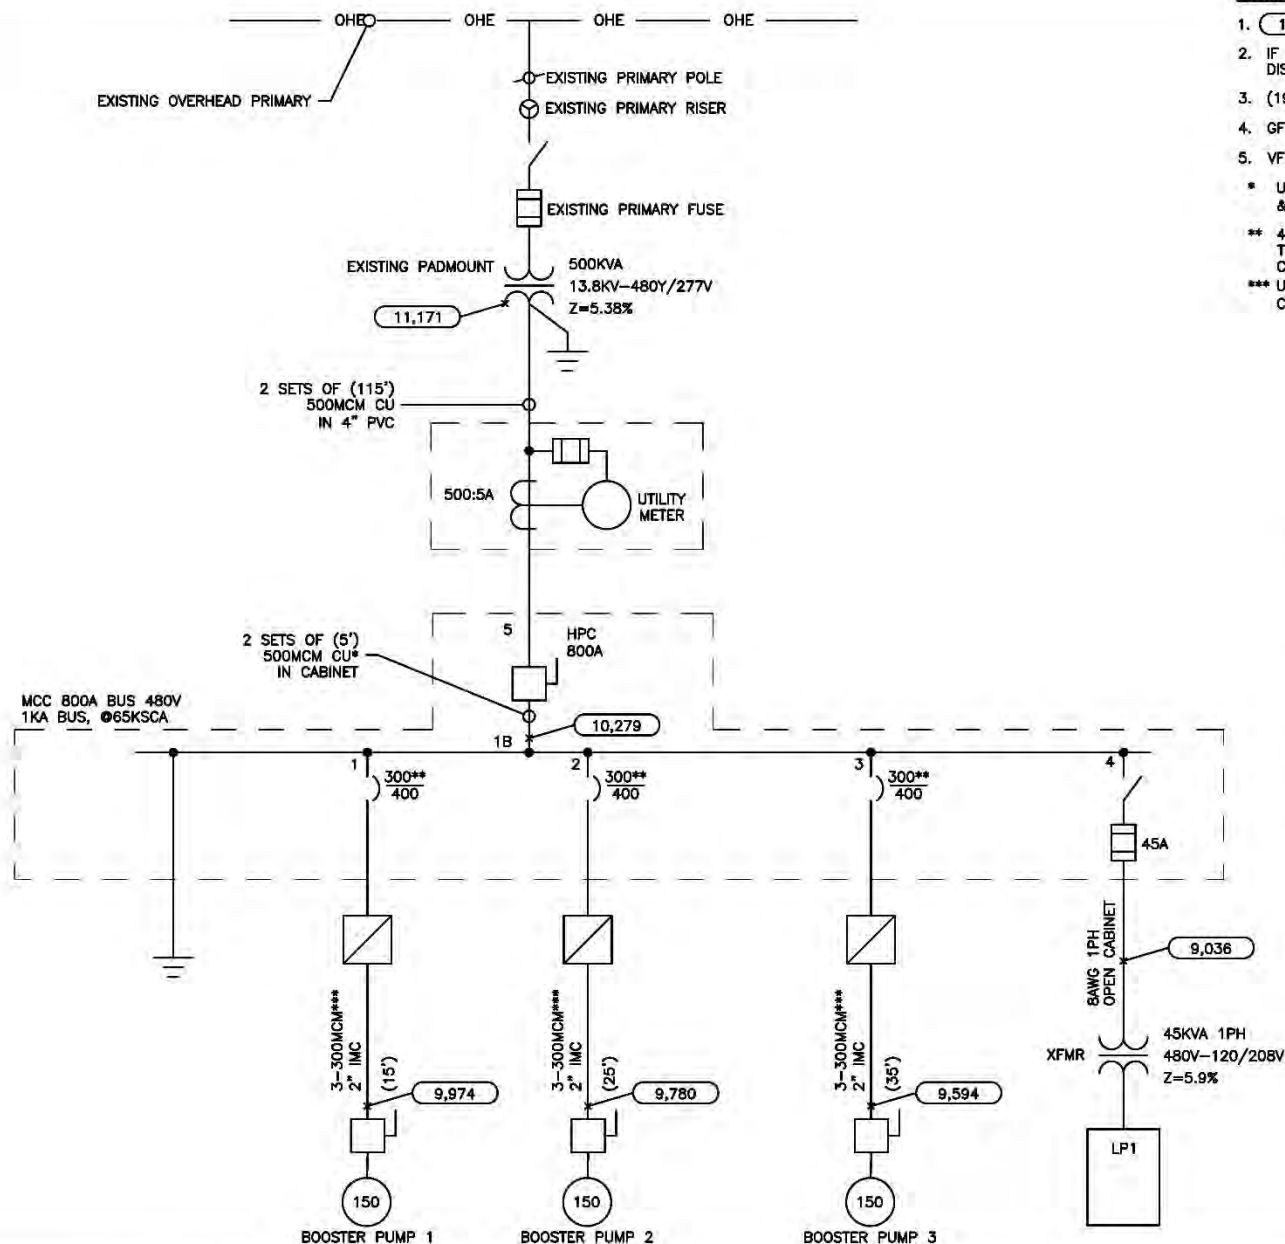 OHE OHE OHE OHE
EXISTING OVERHEAD PRIMARY
EXISTING PRIMARY POLE
EXISTING PRIMARY RISER
EXISTING PRIMARY FUSE
EXISTING PADMOUNT
500KVA
13.8KV-480Y/277V
Z=5.38%
11,171
2 SETS OF (115')
500MCM CU
IN 4" PVC
500:5A
UTILITY
METER
5
HPC
800A
2 SETS OF (5')
500MCM CU*
IN CABINET
MCC 800A BUS 480V
1KA BUS, @65KSCA
10,279
1B
1
2
3
4
300**
400
300**
400
300**
400
45A
8AWG 1PH
OPEN CABINET
9,036
3-300MCM***
2" IMC
(15')
9,974
3-300MCM***
2" IMC
(25')
9,780
3-300MCM***
2" IMC
(35')
9,594
XFMR
45KVA 1PH
480V-120/208V
Z=5.9%
LP1
150
150
150
BOOSTER PUMP 1
BOOSTER PUMP 2
BOOSTER PUMP 3
1. 1
2. IF
DIS
3. (19
4. GF
5. VF
* U
&
** 4
T
C
*** U
C